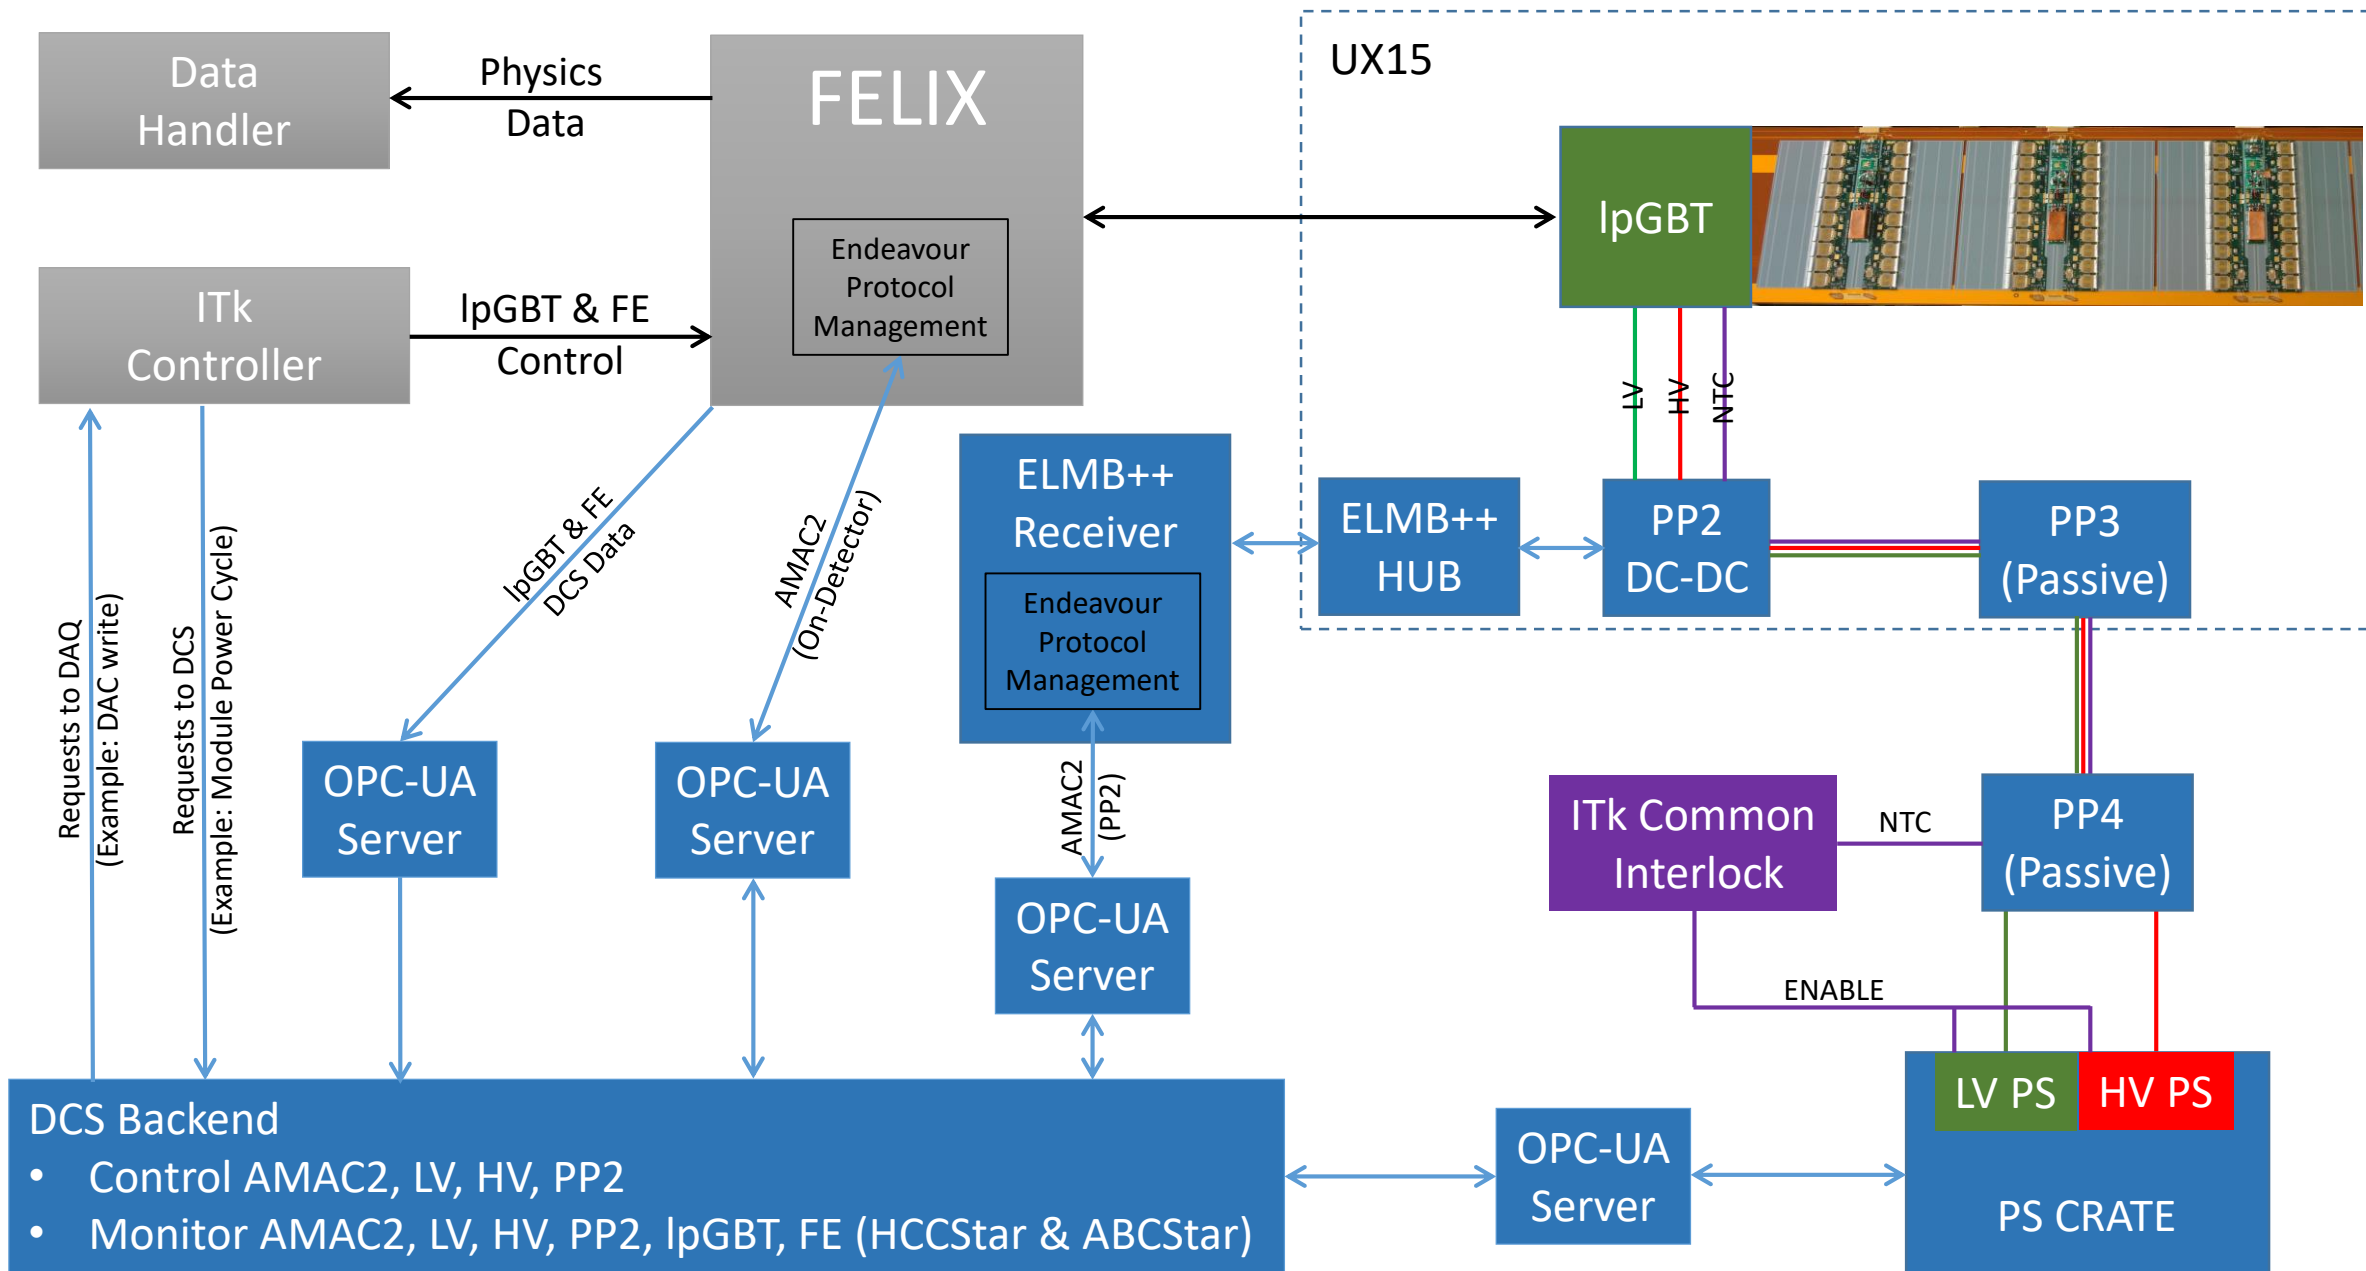 Data
Handler
Physics
Data
FELIX
Endeavour
Protocol
Management
UX15
lpGBT
ITk
Controller
lpGBT & FE
Control
LV
HV
NTC
ELMB++
Receiver
Endeavour
Protocol
Management
ELMB++
HUB
PP2
DC-DC
PP3
(Passive)
Requests to DAQ
(Example: DAC write)
Requests to DCS
(Example: Module Power Cycle)
lpGBT & FE
DCS Data
AMAC2
(On-Detector)
OPC-UA
Server
OPC-UA
Server
AMAC2
(PP2)
OPC-UA
Server
ITk Common
Interlock
NTC
PP4
(Passive)
ENABLE
LV PS
HV PS
PS CRATE
OPC-UA
Server
DCS Backend
• Control AMAC2, LV, HV, PP2
• Monitor AMAC2, LV, HV, PP2, lpGBT, FE (HCCStar & ABCStar)